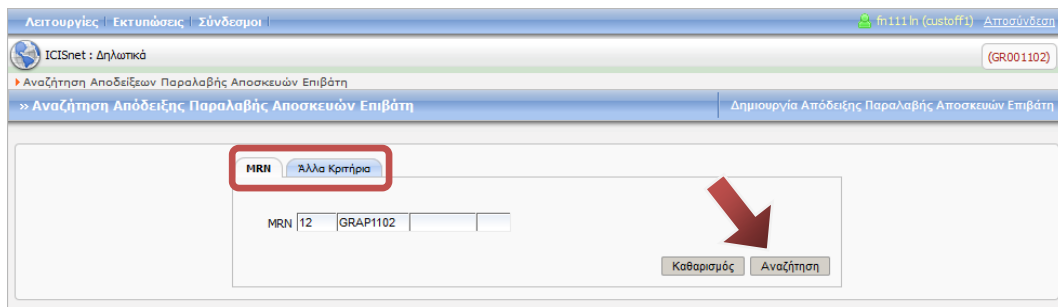 Λειτουργίες | Εκτυπώσεις | Σύνδεσμοι | fn111 ln (custoff1) Αποσύνδεση
ICISnet : Δηλωτικά (GR001102)
Αναζήτηση Αποδείξεων Παραλαβής Αποσκευών Επιβάτη
» Αναζήτηση Απόδειξης Παραλαβής Αποσκευών Επιβάτη Δημιουργία Απόδειξης Παραλαβής Αποσκευών Επιβάτη
MRN Άλλα Κριτήρια
MRN 12 GRAP1102
Καθαρισμός Αναζήτηση